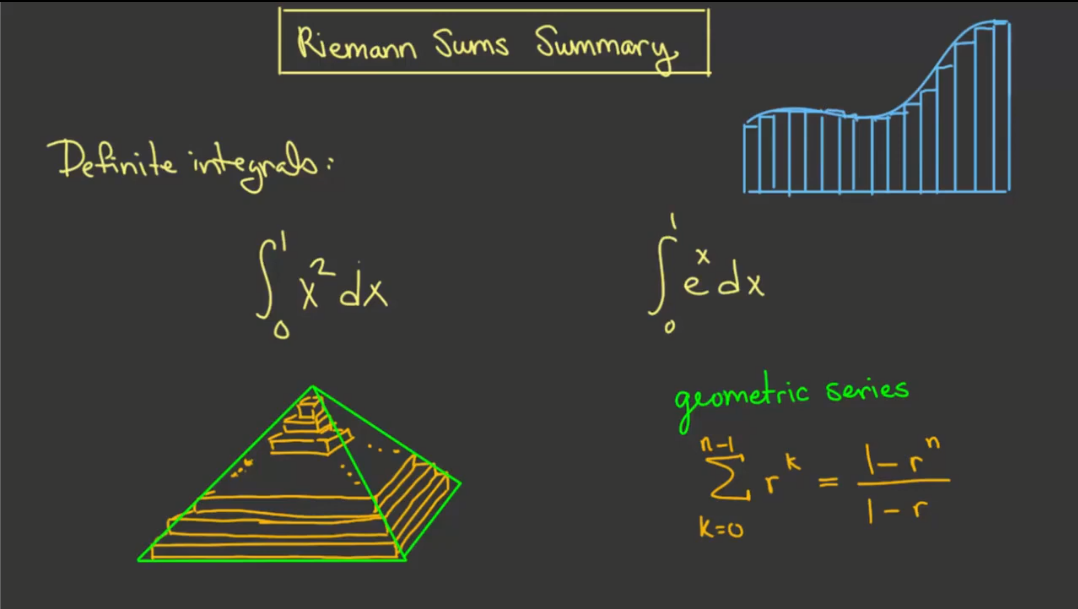 Riemann Sums Summary
Definite integrals:
∫₀¹ x² dx
∫₀¹ eˣ dx
geometric series
∑_{k=0}^{n-1} r^k = (1-r^n)/(1-r)